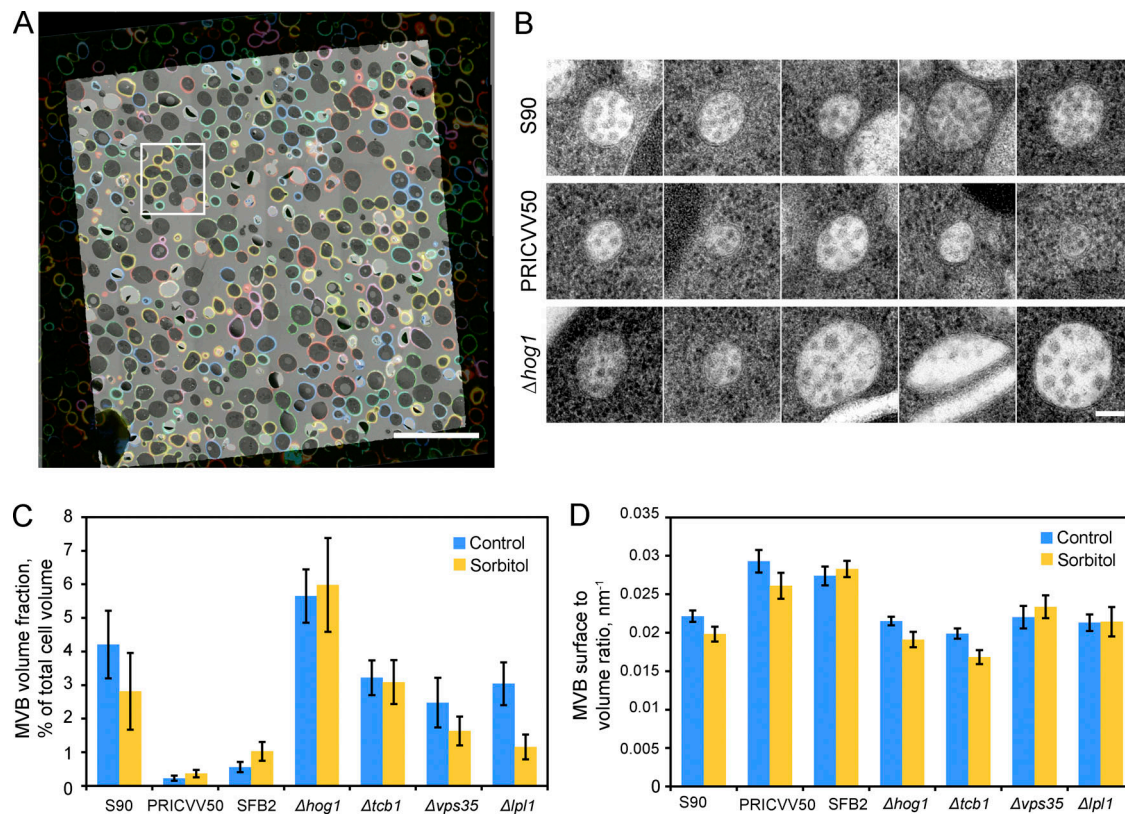 A
B
S90
PRICVV50
Δhog1
C
MVB volume fraction,
% of total cell volume
8
7
6
5
4
3
2
1
0
Control
Sorbitol
S90 PRICVV50 SFB2 Δhog1 Δtcb1 Δvps35 Δlpl1
D
MVB surface to
volume ratio, nm⁻¹
0.035
0.03
0.025
0.02
0.015
0.01
0.005
0
Control
Sorbitol
S90 PRICVV50 SFB2 Δhog1 Δtcb1 Δvps35 Δlpl1